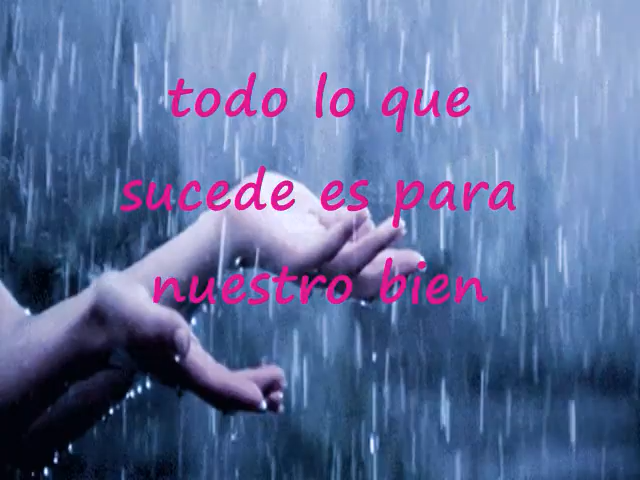 todo lo que
sucede es para
nuestro bien